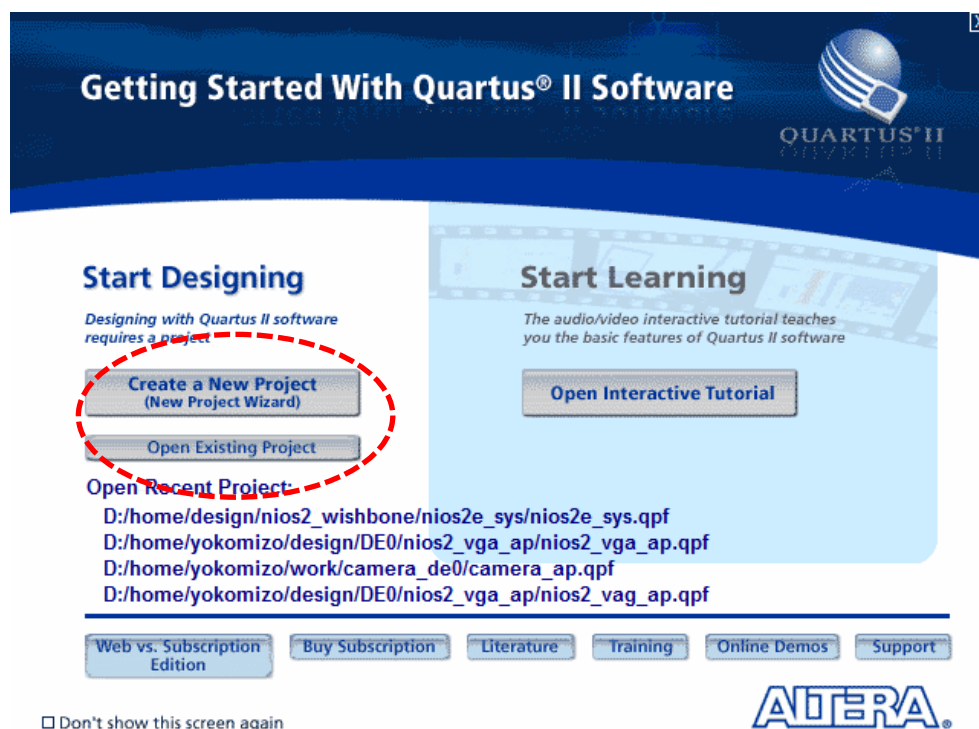 Getting Started With Quartus® II Software
QUARTUS® II
Start Designing
Designing with Quartus II software
requires a project
Create a New Project
(New Project Wizard)
Open Existing Project
Open Recent Project:
D:/home/design/nios2_wishbone/nios2e_sys/nios2e_sys.qpf
D:/home/yokomizo/design/DE0/nios2_vga_ap/nios2_vga_ap.qpf
D:/home/yokomizo/work/camera_de0/camera_ap.qpf
D:/home/yokomizo/design/DE0/nios2_vga_ap/nios2_vag_ap.qpf
Start Learning
The audio/video interactive tutorial teaches
you the basic features of Quartus II software
Open Interactive Tutorial
Web vs. Subscription
Edition
Buy Subscription
Literature
Training
Online Demos
Support
Don't show this screen again
ALTERA®